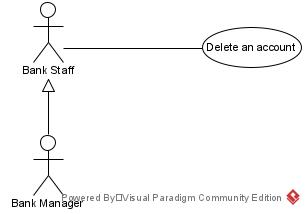 Delete an account
Bank Staff
Bank Manager
Powered By Visual Paradigm Community Edition